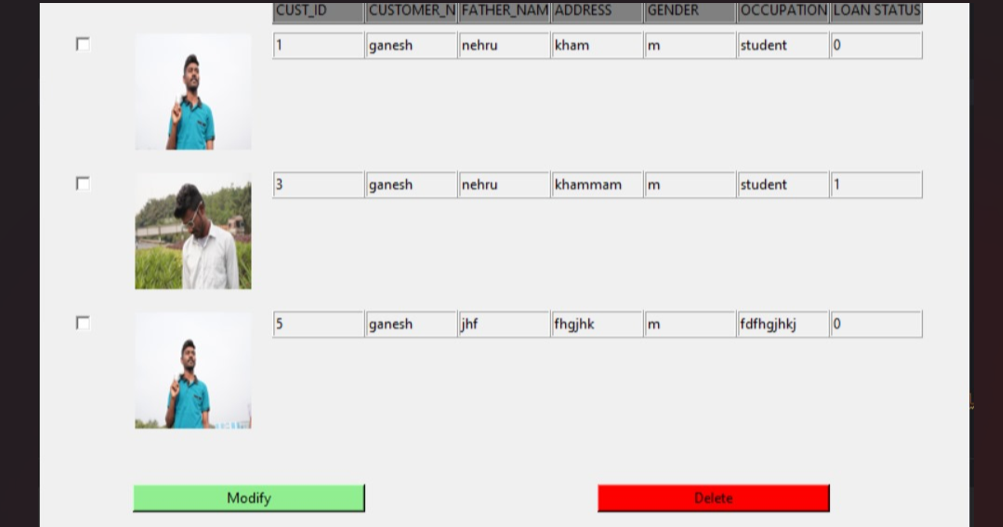 CUST_ID CUSTOMER_N FATHER_NAM ADDRESS GENDER OCCUPATION LOAN STATUS
1 ganesh nehru kham m student 0
3 ganesh nehru khammam m student 1
5 ganesh jhf fhgjhk m fdfhgjhkj 0
Modify Delete